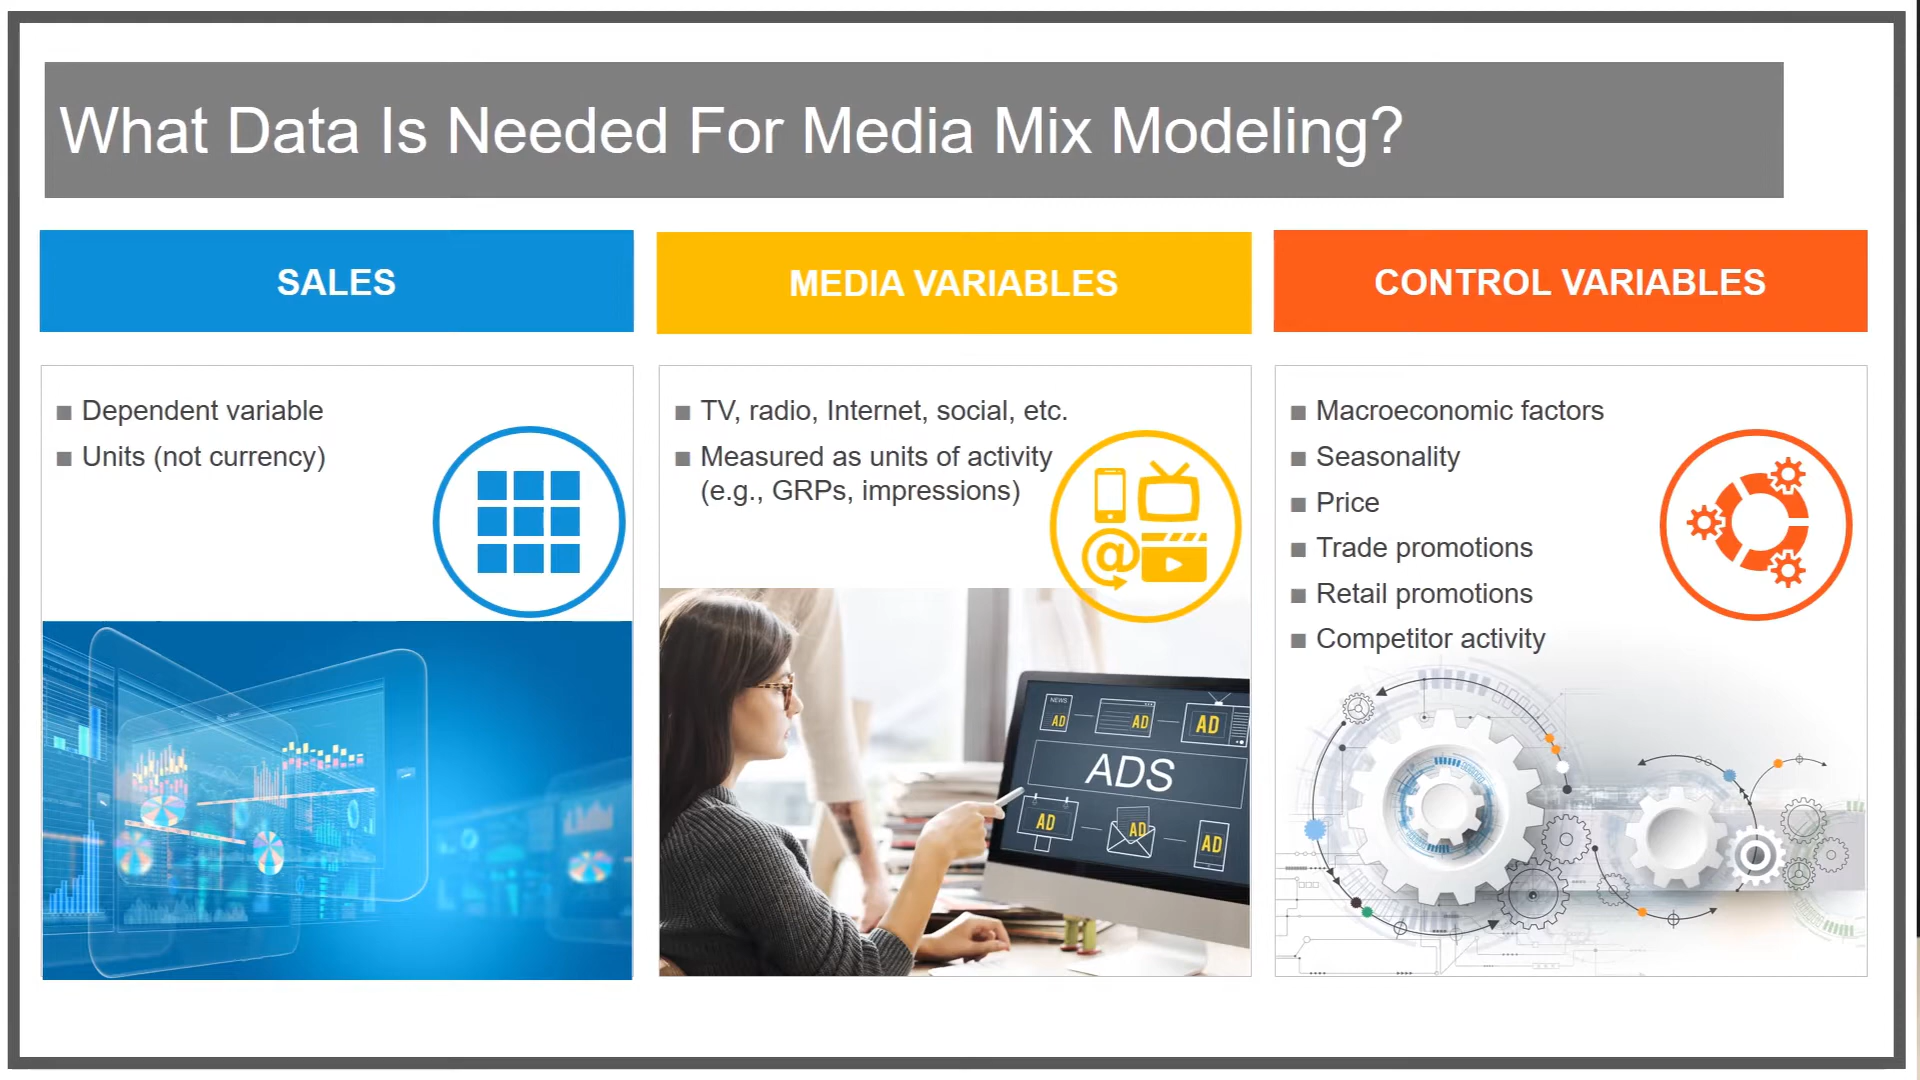 What Data Is Needed For Media Mix Modeling?
SALES
Dependent variable
Units (not currency)
MEDIA VARIABLES
TV, radio, Internet, social, etc.
Measured as units of activity
(e.g., GRPs, impressions)
NEWS
AD
AD
AD
ADS
AD
AD
AD
CONTROL VARIABLES
Macroeconomic factors
Seasonality
Price
Trade promotions
Retail promotions
Competitor activity